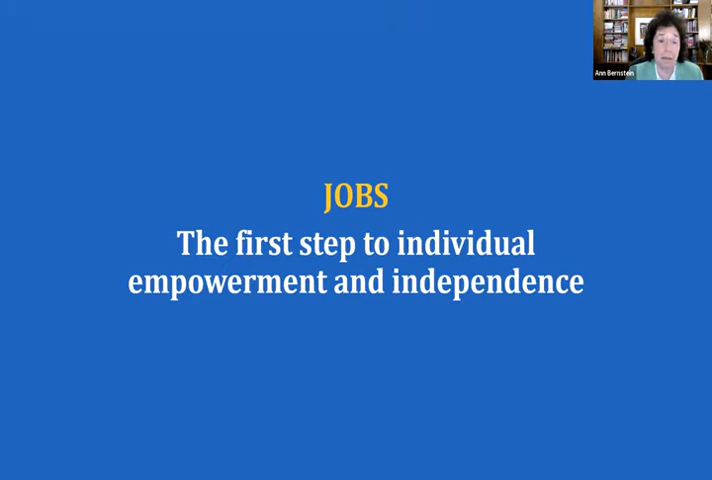 Ann Bernstein
JOBS
The first step to individual
empowerment and independence